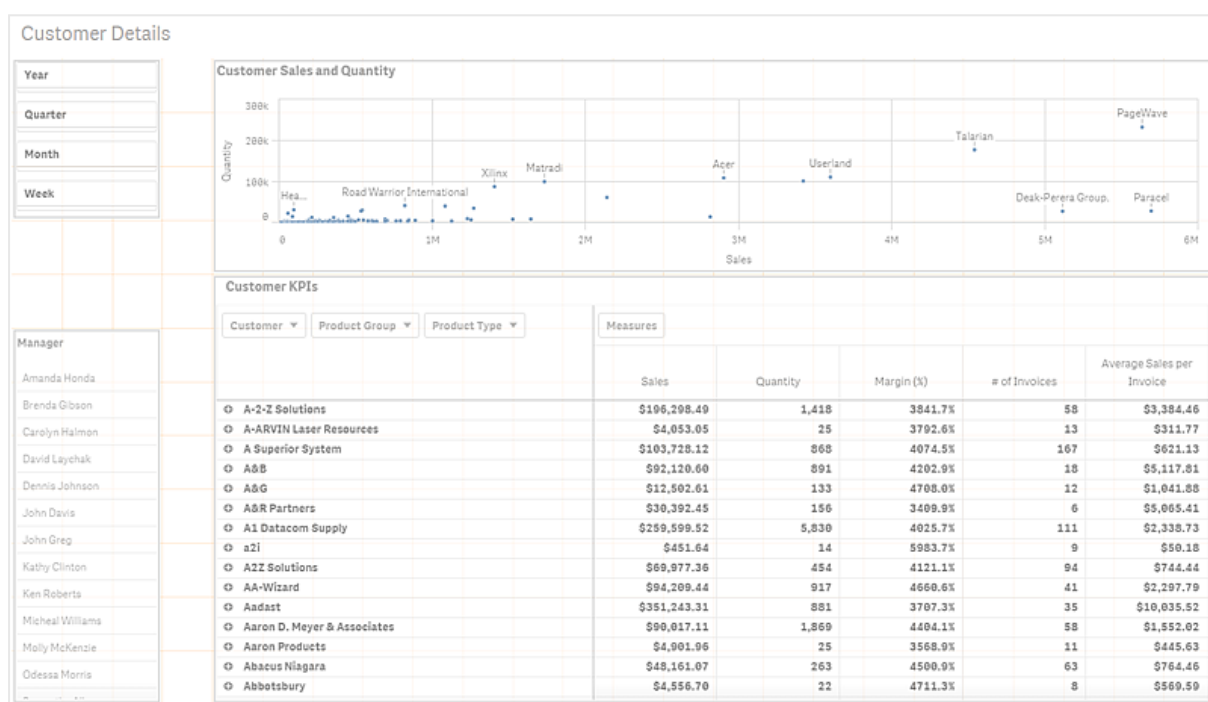 Customer Details
Year
Quarter
Month
Week
Customer Sales and Quantity
300k
200k
100k
0
Quantity
PageWave
Talarian
Acer
Userland
Xilinx
Matradi
Hea...
Road Warrior International
Deak-Perera Group.
Paracel
0 1M 2M 3M 4M 5M 6M
Sales
Manager
Amanda Honda
Brenda Gibson
Carolyn Halmon
David Laychak
Dennis Johnson
John Davis
John Greg
Kathy Clinton
Ken Roberts
Micheal Williams
Molly McKenzie
Odessa Morris
Customer KPIs
Customer Product Group Product Type Measures
Sales Quantity Margin (%) # of Invoices Average Sales per Invoice
A-2-Z Solutions $196,298.49 1,418 3841.7% 58 $3,384.46
A-ARVIN Laser Resources $4,053.05 25 3792.6% 13 $311.77
A Superior System $103,728.12 868 4074.5% 167 $621.13
A&B $92,120.60 891 4202.9% 18 $5,117.81
A&G $12,502.61 133 4708.0% 12 $1,041.88
A&R Partners $30,392.45 156 3409.9% 6 $5,065.41
A1 Datacom Supply $259,599.52 5,830 4025.7% 111 $2,338.73
a2i $451.64 14 5983.7% 9 $50.18
A2Z Solutions $69,977.36 454 4121.1% 94 $744.44
AA-Wizard $94,209.44 917 4660.6% 41 $2,297.79
Aadast $351,243.31 881 3707.3% 35 $10,035.52
Aaron D. Meyer & Associates $90,017.11 1,869 4404.1% 58 $1,552.02
Aaron Products $4,901.96 25 3568.9% 11 $445.63
Abacus Niagara $48,161.07 263 4500.9% 63 $764.46
Abbotsbury $4,556.70 22 4711.3% 8 $569.59